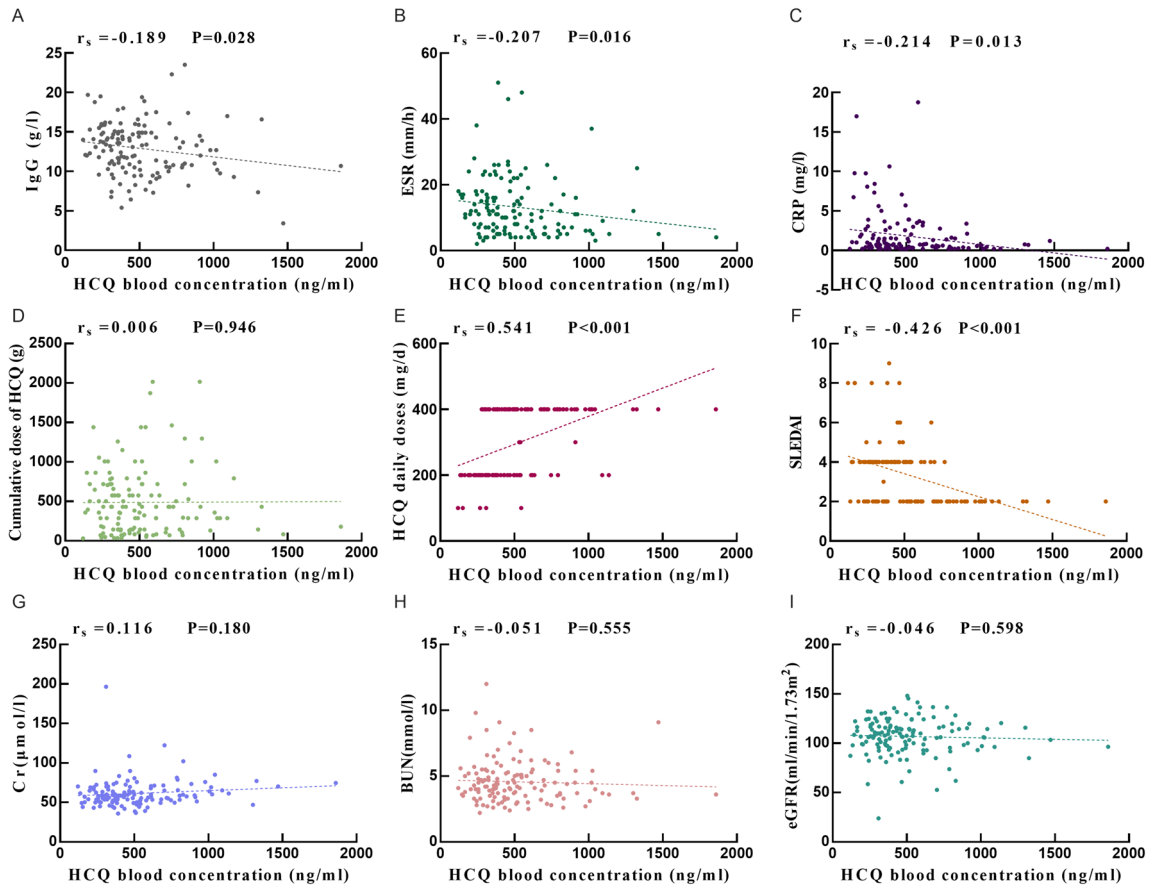 A
r_s =-0.189 P=0.028
IgG (g/l)
25
20
15
10
5
0
0 500 1000 1500 2000
HCQ blood concentration (ng/ml)
B
r_s =-0.207 P=0.016
ESR (mm/h)
60
40
20
0
0 500 1000 1500 2000
HCQ blood concentration (ng/ml)
C
r_s =-0.214 P=0.013
CRP (mg/l)
20
15
10
5
0
-5
500 1000 1500 2000
HCQ blood concentration (ng/ml)
D
r_s =0.006 P=0.946
Cumulative dose of HCQ (g)
2500
2000
1500
1000
500
0
0 500 1000 1500 2000
HCQ blood concentration (ng/ml)
E
r_s =0.541 P<0.001
HCQ daily doses (mg/d)
600
400
200
0
0 500 1000 1500 2000
HCQ blood concentration (ng/ml)
F
r_s = -0.426 P<0.001
SLEDAI
10
8
6
4
2
0
0 500 1000 1500 2000
HCQ blood concentration (ng/ml)
G
r_s =0.116 P=0.180
Cr(μmol/l)
250
200
150
100
50
0
0 500 1000 1500 2000
HCQ blood concentration (ng/ml)
H
r_s =-0.051 P=0.555
BUN(mmol/l)
15
10
5
0
0 500 1000 1500 2000
HCQ blood concentration (ng/ml)
I
r_s =-0.046 P=0.598
eGFR(ml/min/1.73m²)
200
150
100
50
0
0 500 1000 1500 2000
HCQ blood concentration (ng/ml)